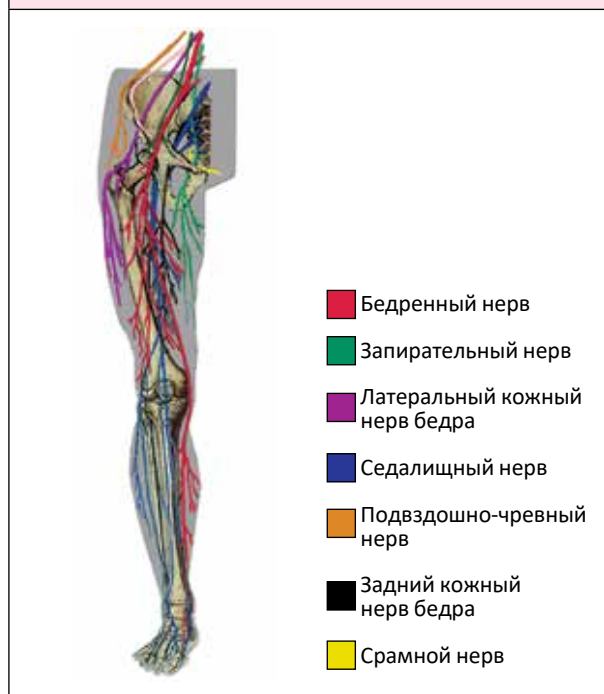 Бедренный нерв
Запирательный нерв
Латеральный кожный
нерв бедра
Седалищный нерв
Подвздошно-чревный
нерв
Задний кожный
нерв бедра
Срамной нерв